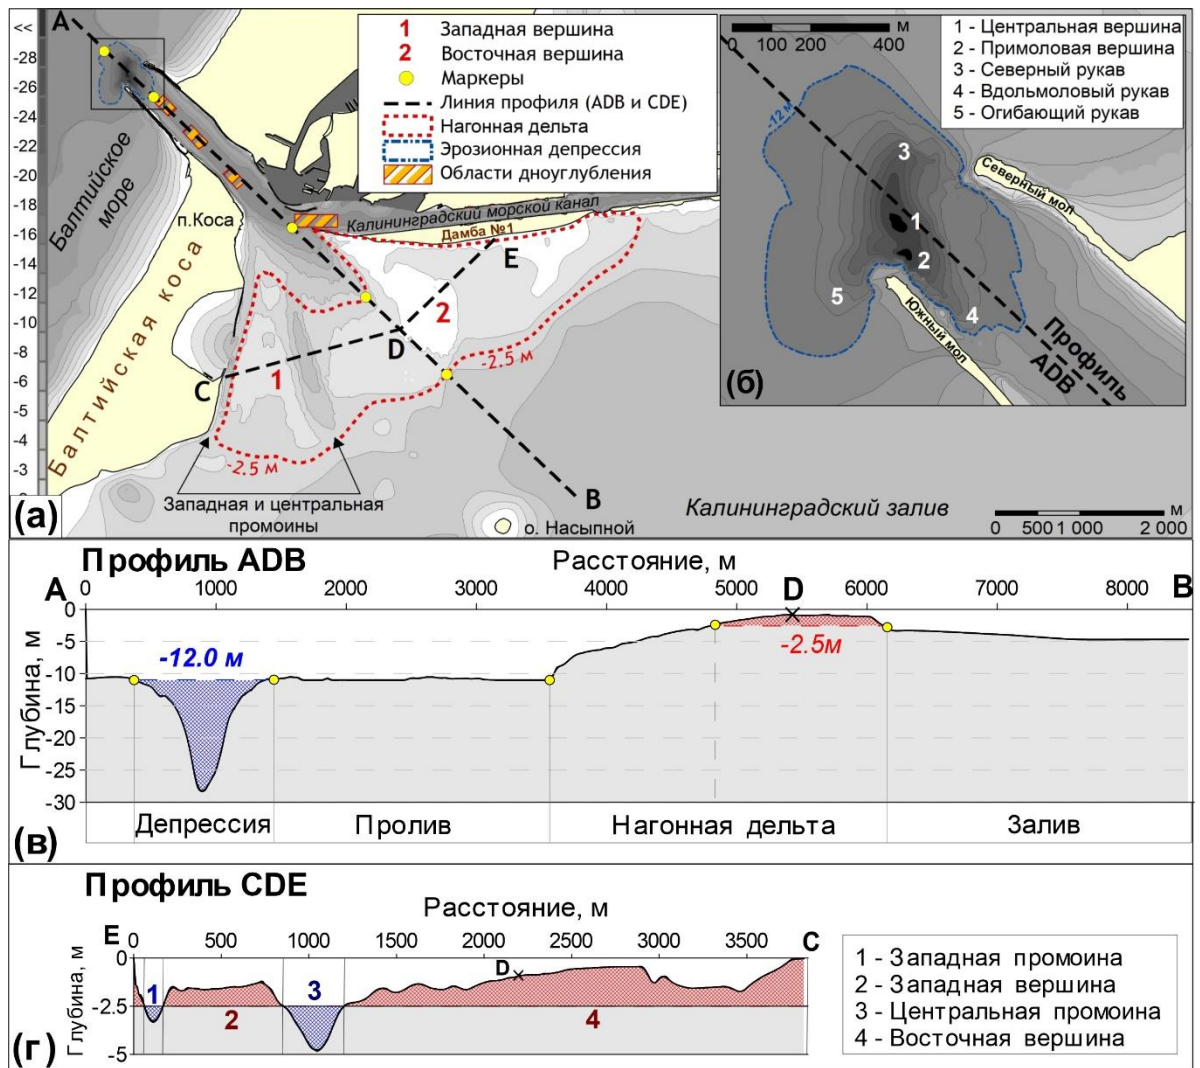 <<
-28
-26
-24
-22
-20
-18
-16
-14
-12
-10
-8
-6
-5
-4
-3
A
Балтийское
море
п.Коса
Балтийская коса
1 Западная вершина
2 Восточная вершина
Маркеры
Линия профиля (ADB и CDE)
Нагонная дельта
Эрозионная депрессия
Области дноуглубления
Калининградский морской канал
Дамба №1
E
2
D
C
1
-2.5 м
-2.5 м
B
Западная и центральная
промоины
о. Насыпной
Калининградский залив
м
0 500 1 000 2 000
(а)
м
0 100 200 400
1 - Центральная вершина
2 - Примоловая вершина
3 - Северный рукав
4 - Вдольмоловый рукав
5 - Огибающий рукав
-12 м
3
Северный мол
1
2
5
4
Южный мол
Профиль
ADB
(б)
Профиль ADB
Расстояние, м
A
B
0 1000 2000 3000 4000 5000 6000 7000 8000
D
Глубина, м
0
-5
-10
-15
-20
-25
-30
-12.0 м
-2.5м
Депрессия Пролив Нагонная дельта Залив
(в)
Профиль CDE
Расстояние, м
E
C
0 500 1000 1500 2000 2500 3000 3500
Глубина, м
0
-2.5
-5
D
1
2
3
4
1 - Западная промоина
2 - Западная вершина
3 - Центральная промоина
4 - Восточная вершина
(г)